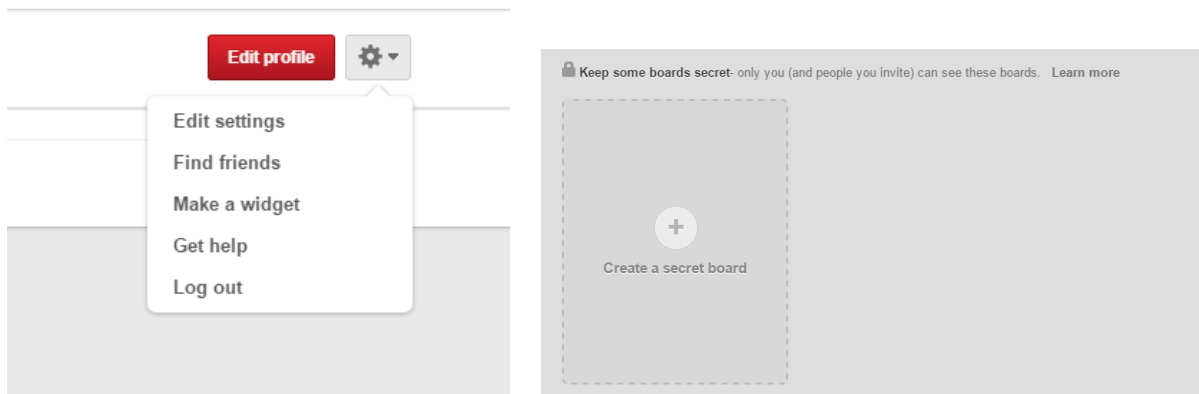 Edit profile
Edit settings
Find friends
Make a widget
Get help
Log out
Keep some boards secret- only you (and people you invite) can see these boards. Learn more
Create a secret board